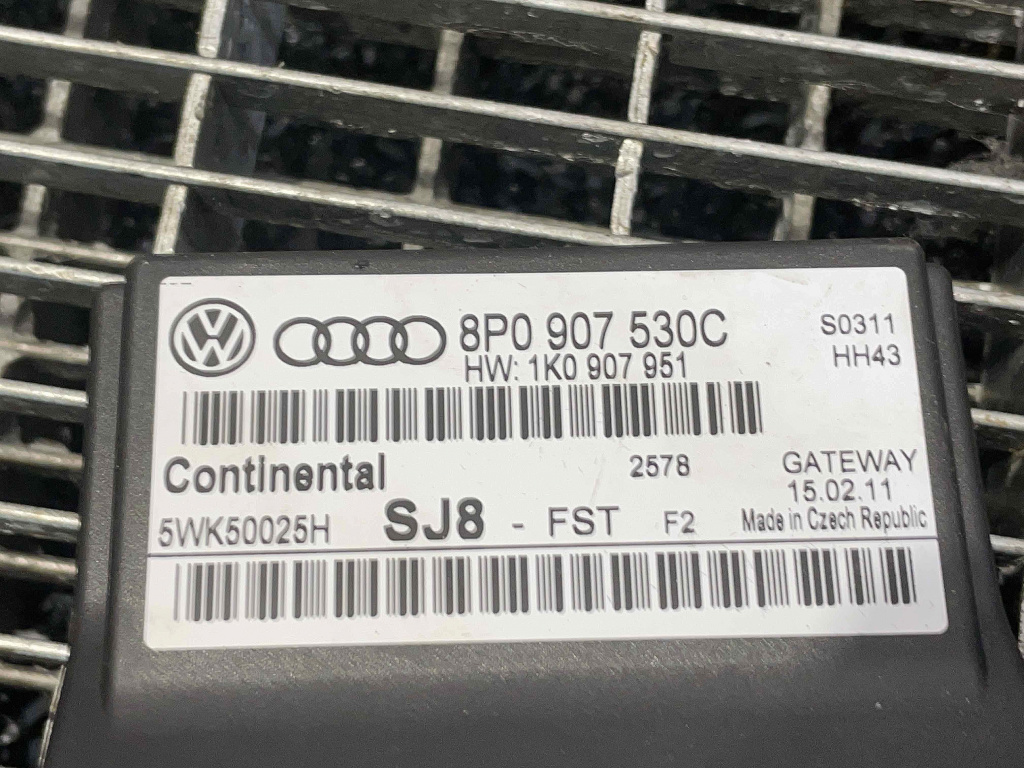 8P0 907 530C
S0311
HW: 1K0 907 951
HH43
Continental
2578
GATEWAY
15.02.11
5WK50025H
SJ8 - FST F2
Made in Czech Republic